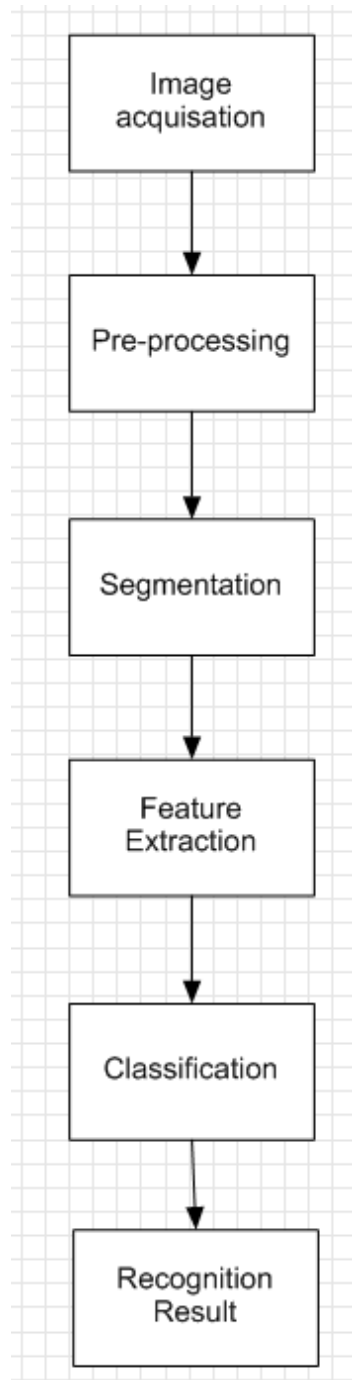 Image
acquisation
Pre-processing
Segmentation
Feature
Extraction
Classification
Recognition
Result